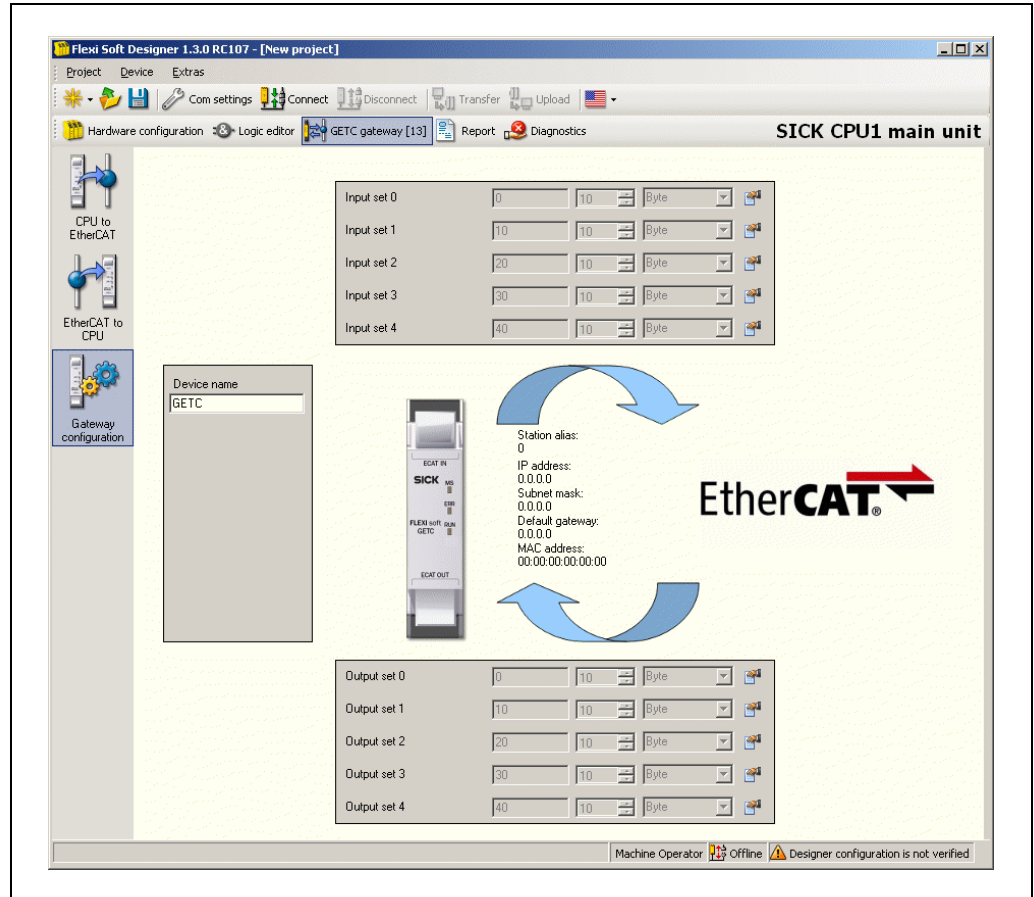 Flexi Soft Designer 1.3.0 RC107 - [New project]
Project Device Extras
Com settings Connect Disconnect Transfer Upload
Hardware configuration Logic editor GETC gateway [13] Report Diagnostics SICK CPU1 main unit
CPU to
EtherCAT
EtherCAT to
CPU
Gateway
configuration
Input set 0 0 10 Byte
Input set 1 10 10 Byte
Input set 2 20 10 Byte
Input set 3 30 10 Byte
Input set 4 40 10 Byte
Device name
GETC
ECAT IN
SICK MS
ERR
FLEXI soft RUN
GETC
ECAT OUT
Station alias:
0
IP address:
0.0.0.0
Subnet mask:
0.0.0.0
Default gateway:
0.0.0.0
MAC address:
00:00:00:00:00:00
EtherCAT®
Output set 0 0 10 Byte
Output set 1 10 10 Byte
Output set 2 20 10 Byte
Output set 3 30 10 Byte
Output set 4 40 10 Byte
Machine Operator Offline Designer configuration is not verified